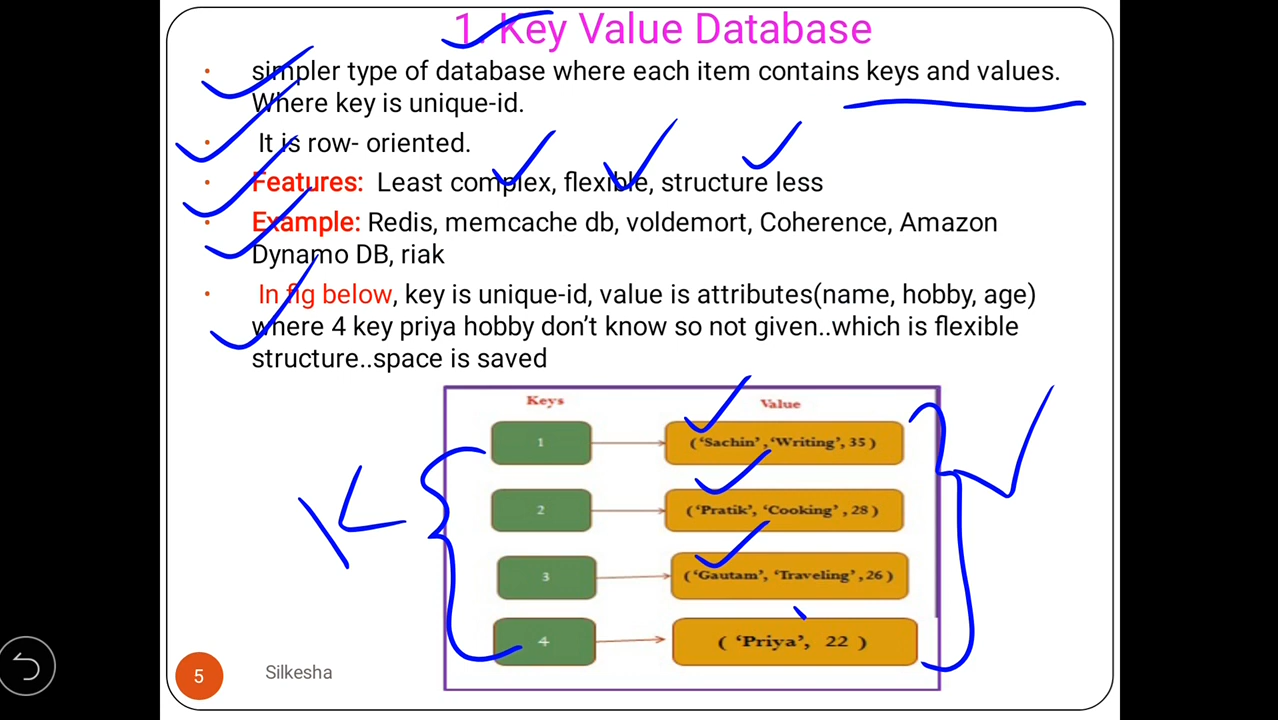 1. Key Value Database
• simpler type of database where each item contains keys and values.
Where key is unique-id.
• It is row- oriented.
• Features: Least complex, flexible, structure less
• Example: Redis, memcache db, voldemort, Coherence, Amazon
Dynamo DB, riak
• In fig below, key is unique-id, value is attributes(name, hobby, age)
where 4 key priya hobby don’t know so not given..which is flexible
structure..space is saved
Keys Value
1 (‘Sachin’ ,‘Writing’, 35 )
2 (‘Pratik’, ‘Cooking’ , 28 )
3 (‘Gautam’, ‘Traveling’ ,26 )
4 ( ‘Priya’, 22 )
K V
5 Silkesha